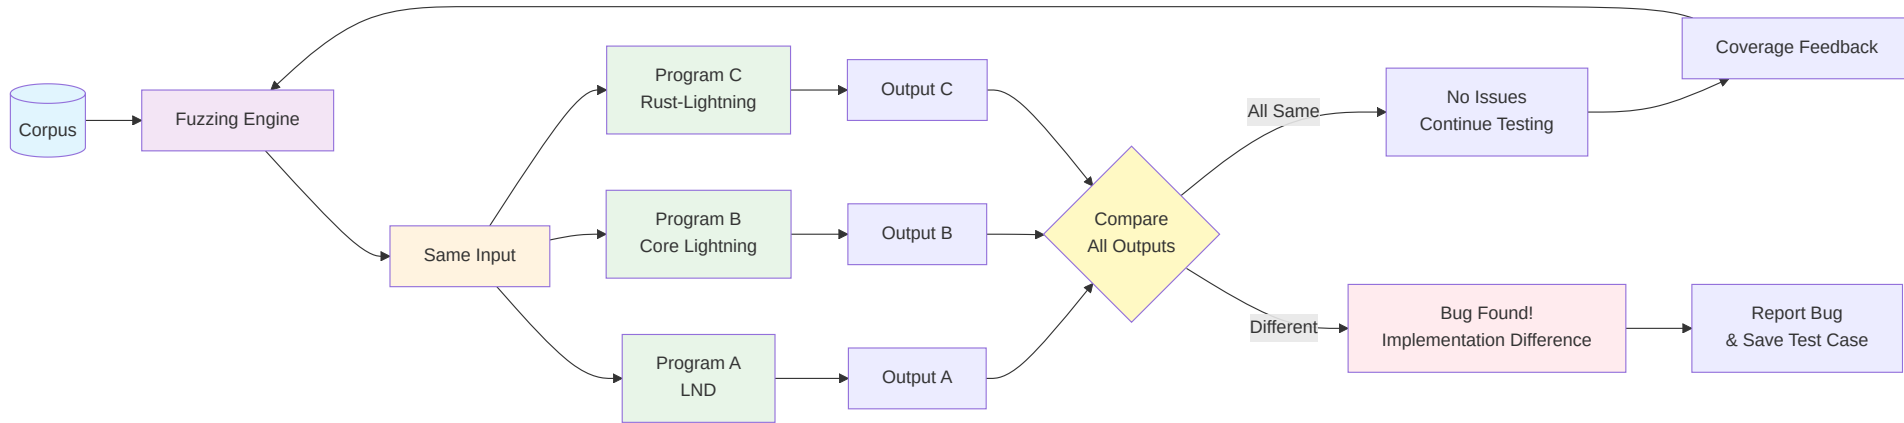 Corpus
Fuzzing Engine
Same Input
Program C
Rust-Lightning
Output C
Program B
Core Lightning
Output B
Program A
LND
Output A
Compare
All Outputs
All Same
No Issues
Continue Testing
Coverage Feedback
Different
Bug Found!
Implementation Difference
Report Bug
& Save Test Case